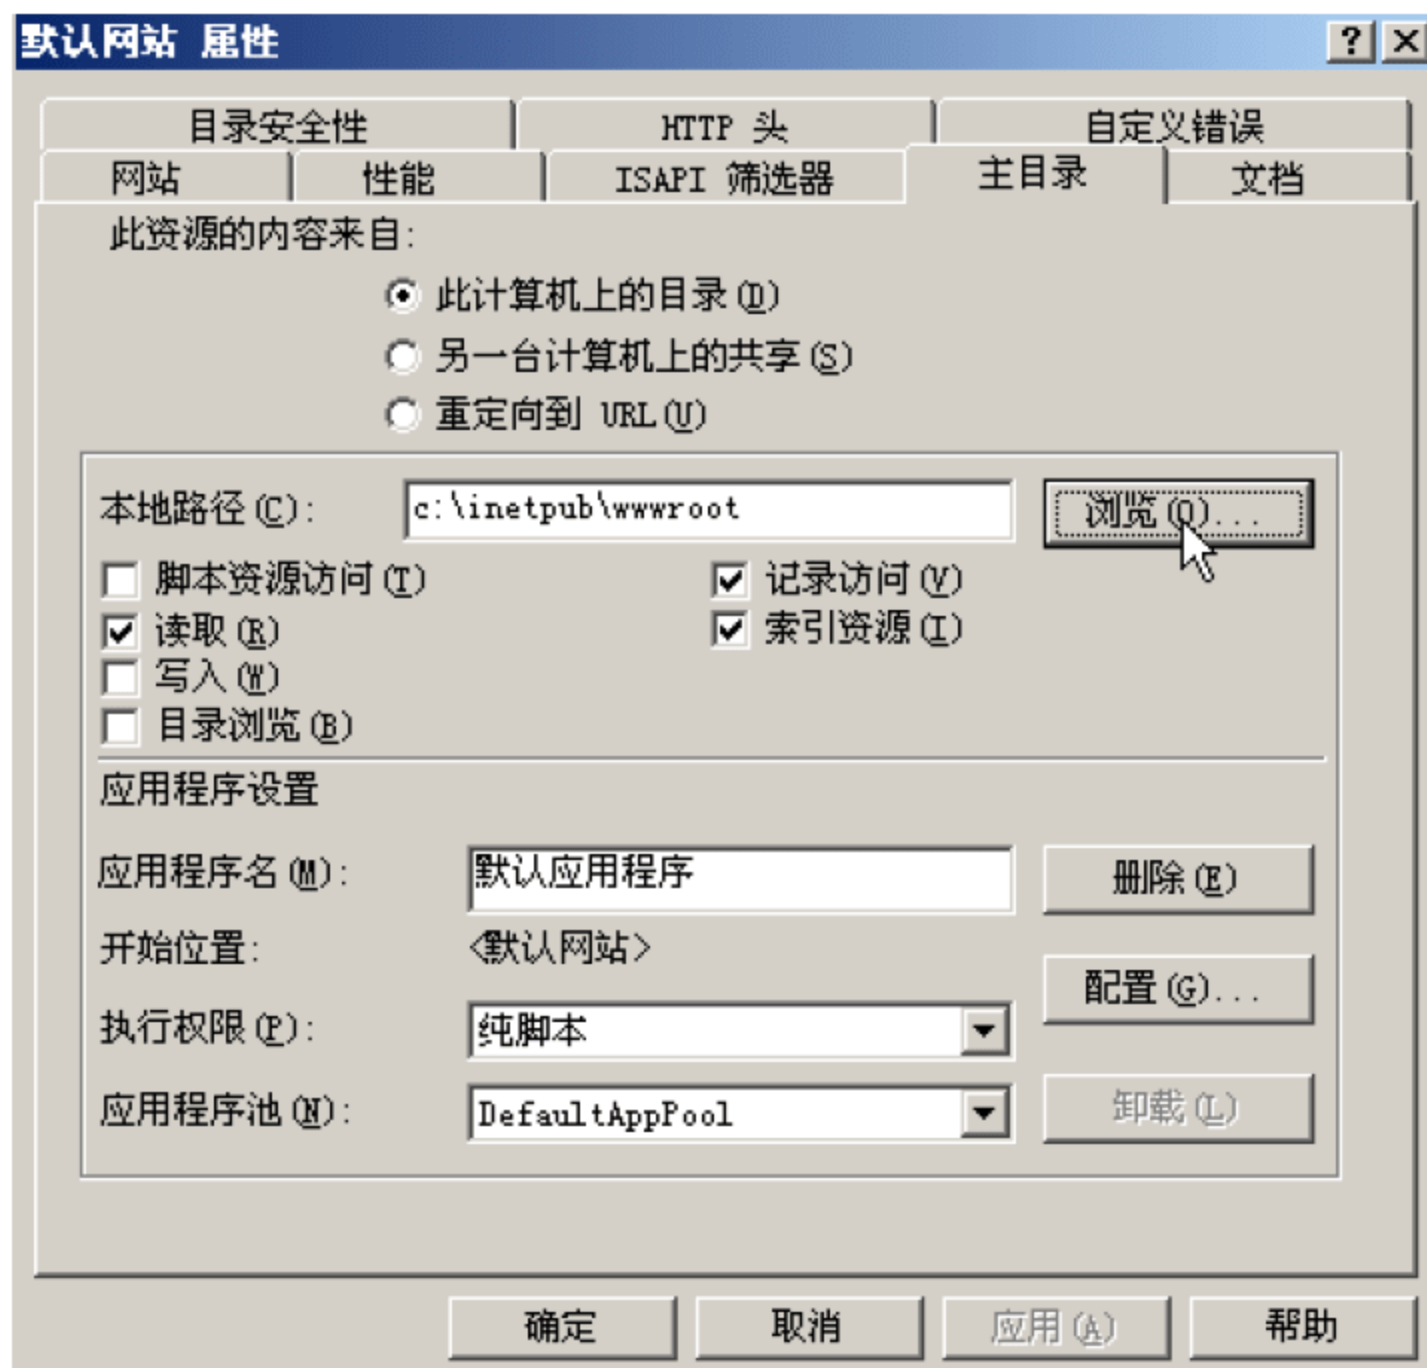 默认网站 属性
目录安全性 HTTP 头 自定义错误
网站 性能 ISAPI 筛选器 主目录 文档
此资源的内容来自:
此计算机上的目录(D)
另一台计算机上的共享(S)
重定向到 URL(U)
本地路径(C): c:\inetpub\wwwroot 浏览(O)...
脚本资源访问(T) 记录访问(V)
读取(R) 索引资源(I)
写入(W)
目录浏览(B)
应用程序设置
应用程序名(M): 默认应用程序 删除(E)
开始位置: <默认网站>
配置(G)...
执行权限(P): 纯脚本
应用程序池(N): DefaultAppPool 卸载(L)
确定 取消 应用(A) 帮助